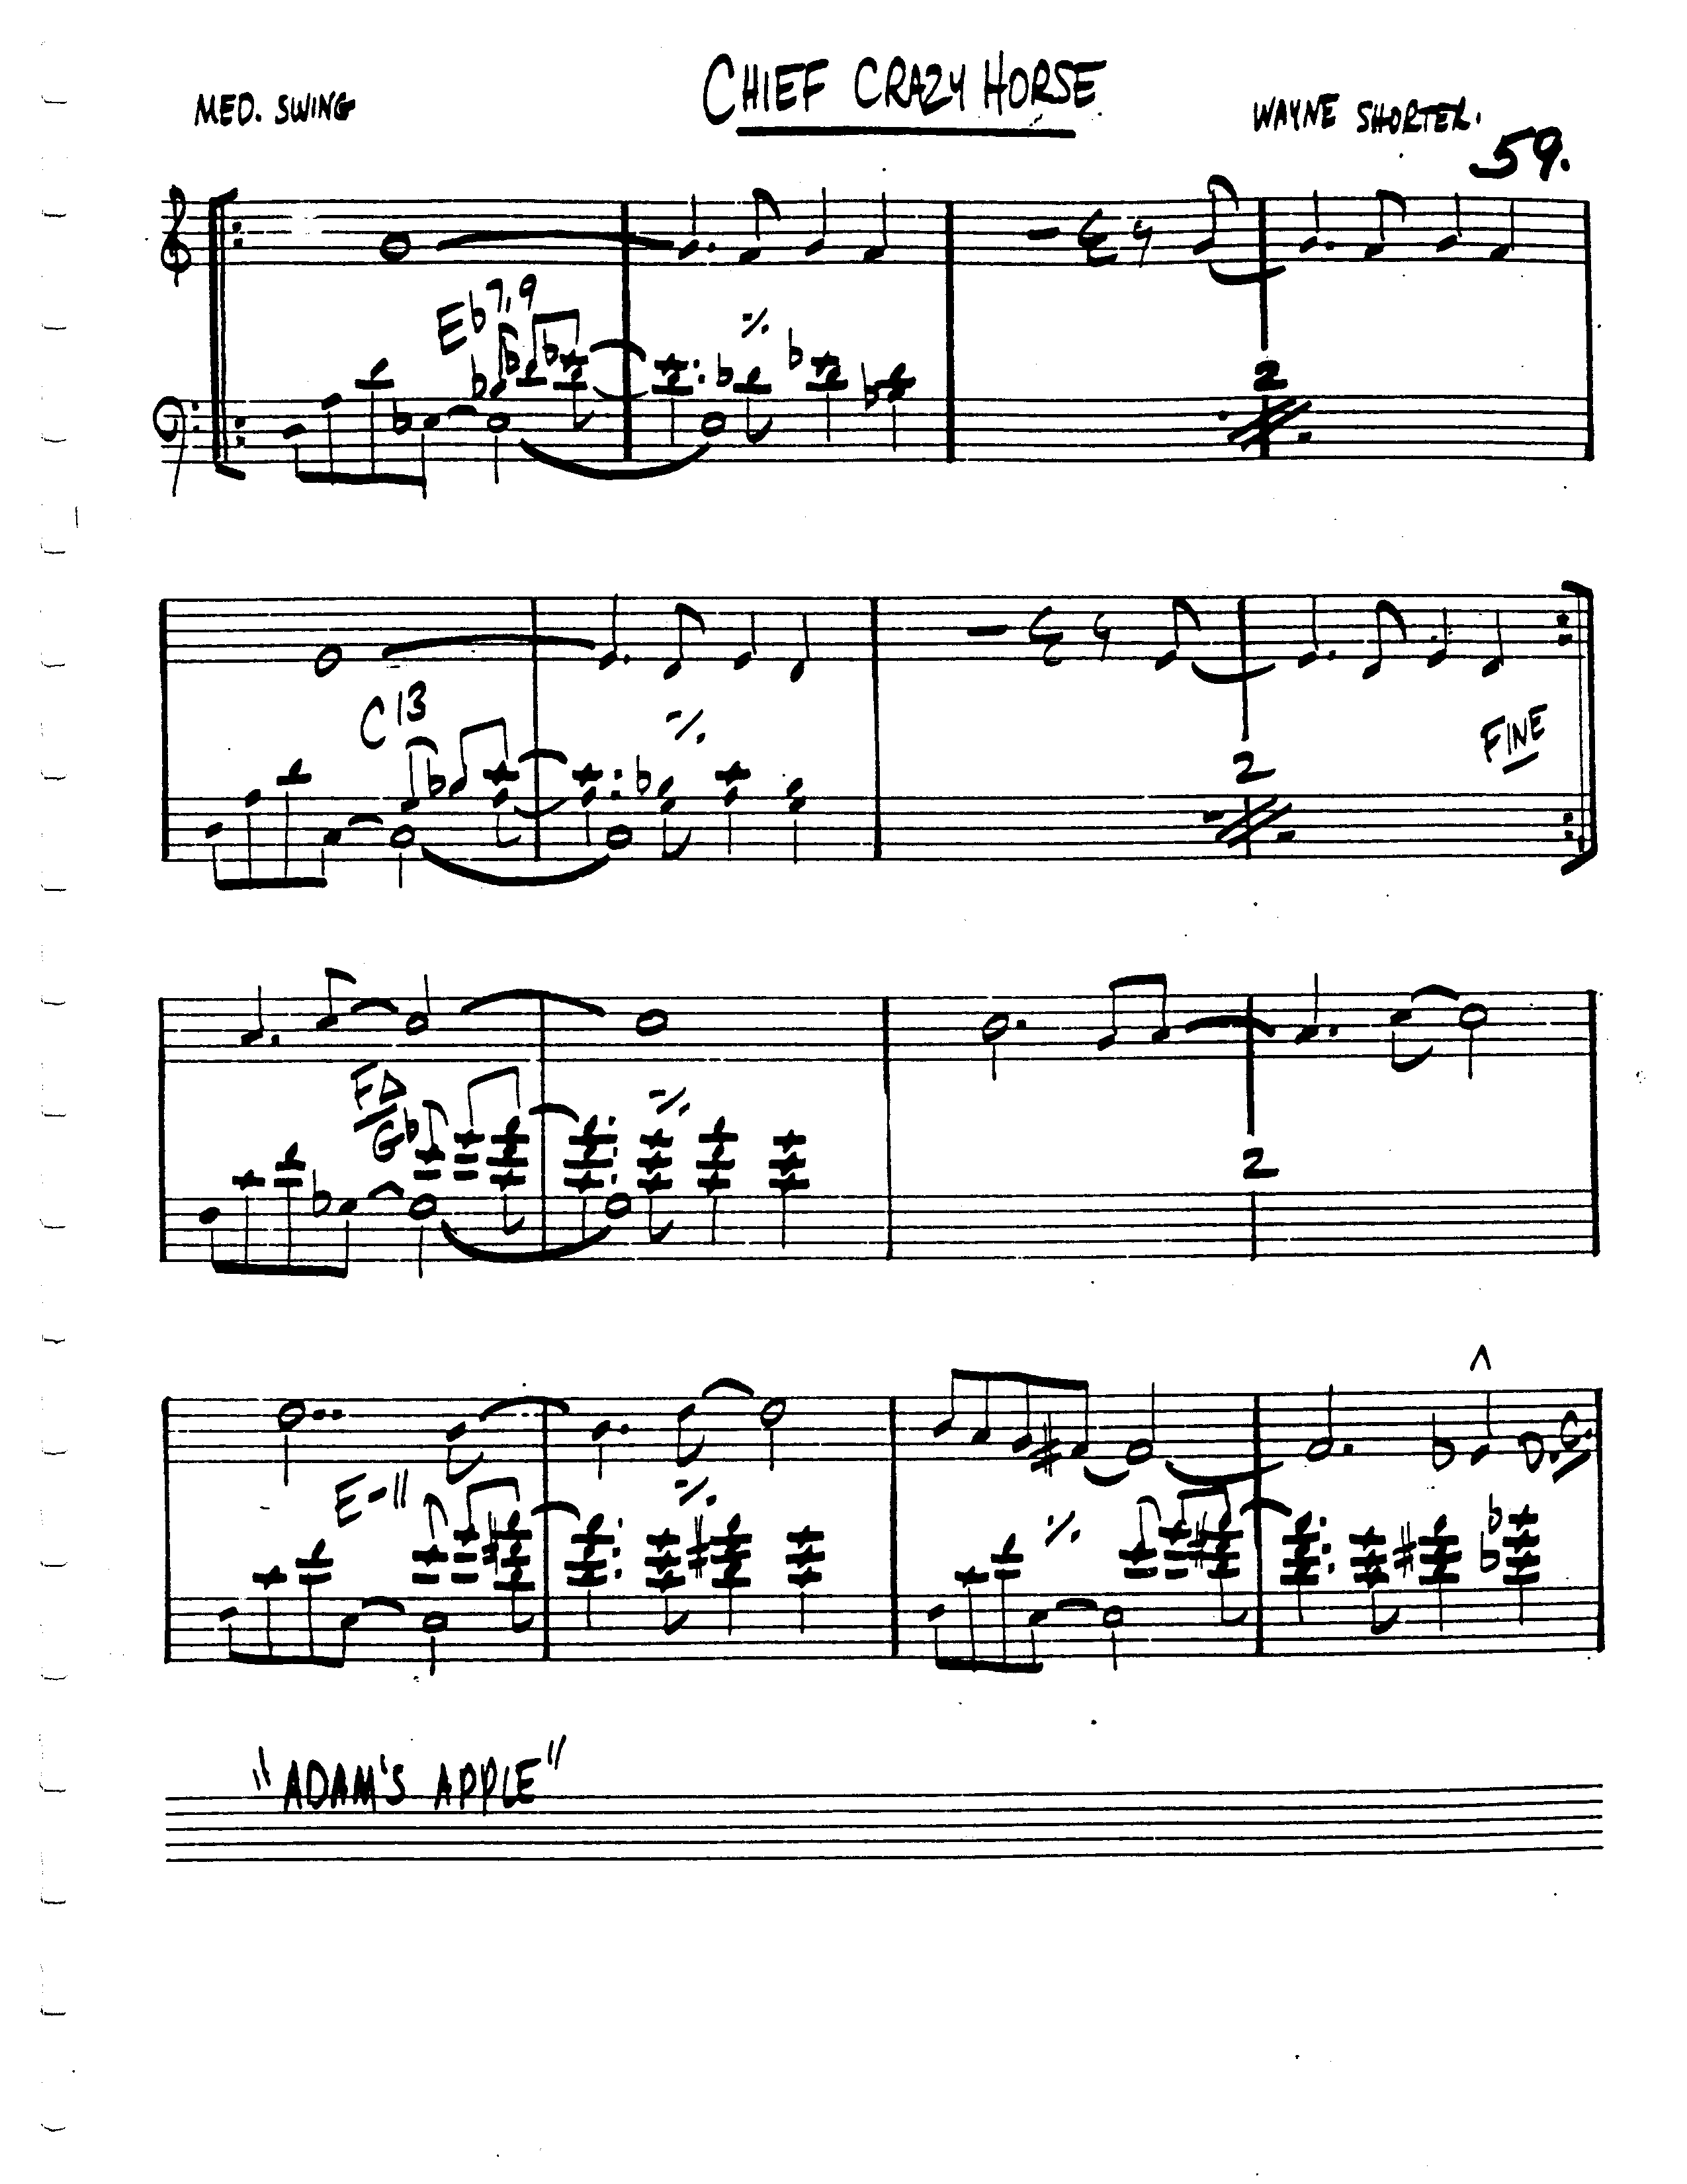 CHIEF CRAZY HORSE
MED. SWING
WAYNE SHORTER.
59.
Eb7,9
2
C13
2
FINE
F△/Gb
2
E-11
D.C.
"ADAM'S APPLE"